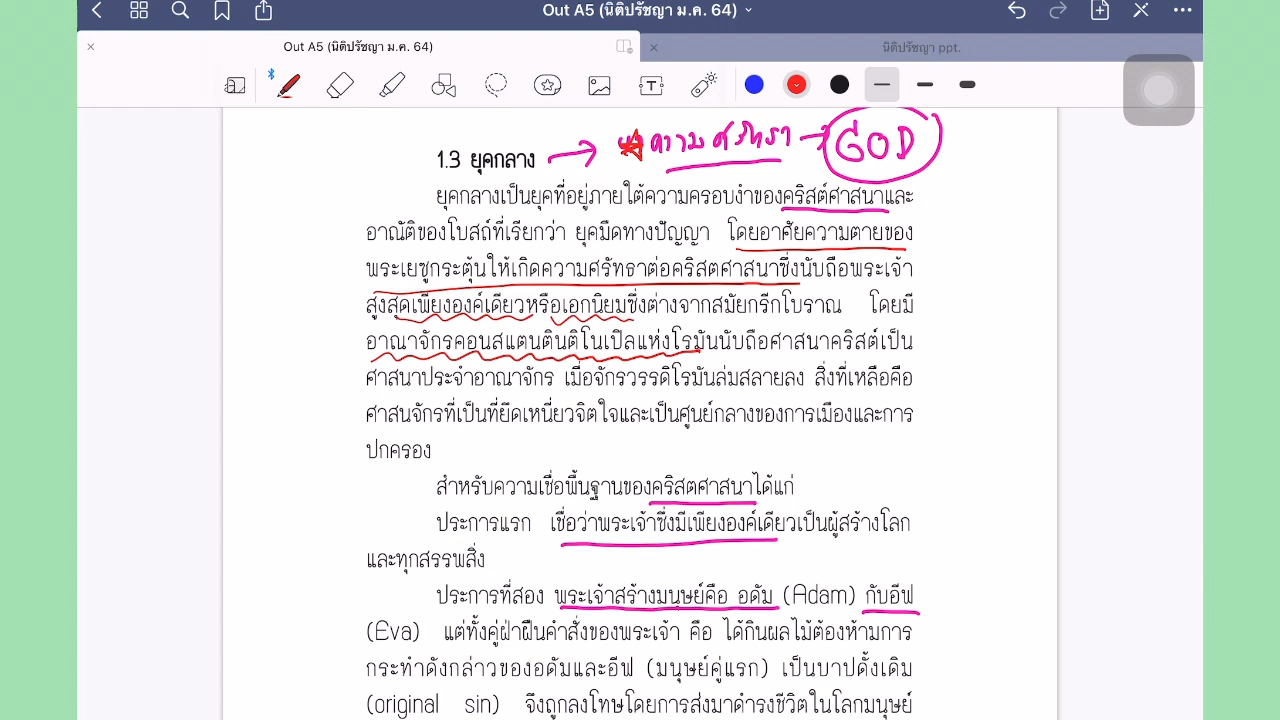 Out A5 (นิติปรัชญา ม.ค. 64)
Out A5 (นิติปรัชญา ม.ค. 64)
นิติปรัชญา ppt.
1.3 ยุคกลาง → ความศรัทธา → GOD
ยุคกลางเป็นยุคที่อยู่ภายใต้ความครอบงำของคริสต์ศาสนาและ
อาณัติของโบสถ์ที่เรียกว่า ยุคมืดทางปัญญา โดยอาศัยความตายของ
พระเยซูกระตุ้นให้เกิดความศรัทธาต่อคริสตศาสนาซึ่งนับถือพระเจ้า
สูงสุดเพียงองค์เดียวหรือเอกนิยมซึ่งต่างจากสมัยกรีกโบราณ โดยมี
อาณาจักรคอนสแตนตินติโนเปิลแห่งโรมันนับถือศาสนาคริสต์เป็น
ศาสนาประจำอาณาจักร เมื่อจักรวรรดิโรมันล่มสลายลง สิ่งที่เหลือคือ
ศาสนจักรที่เป็นที่ยึดเหนี่ยวจิตใจและเป็นศูนย์กลางของการเมืองและการ
ปกครอง
สำหรับความเชื่อพื้นฐานของคริสตศาสนาได้แก่
ประการแรก เชื่อว่าพระเจ้าซึ่งมีเพียงองค์เดียวเป็นผู้สร้างโลก
และทุกสรรพสิ่ง
ประการที่สอง พระเจ้าสร้างมนุษย์คือ อดัม (Adam) กับอีฟ
(Eva) แต่ทั้งคู่ฝ่าฝืนคำสั่งของพระเจ้า คือ ได้กินผลไม้ต้องห้ามการ
กระทำดังกล่าวของอดัมและอีฟ (มนุษย์คู่แรก) เป็นบาปดั้งเดิม
(original sin) จึงถูกลงโทษโดยการส่งมาดำรงชีวิตในโลกมนุษย์